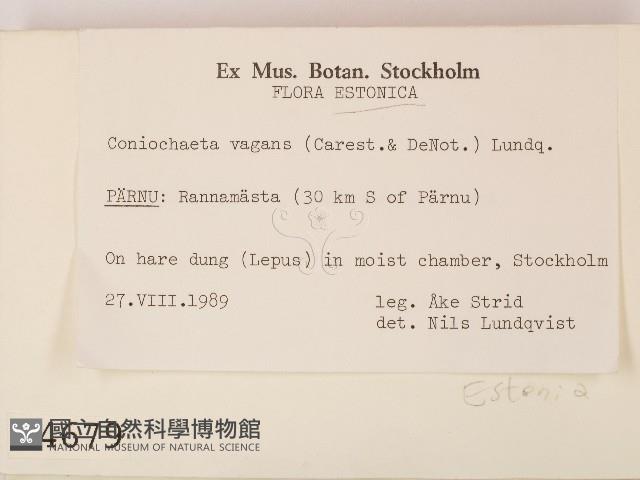 Ex Mus. Botan. Stockholm
FLORA ESTONICA
Coniochaeta vagans (Carest.& DeNot.) Lundq.
PÄRNU: Rannamästa (30 km S of Pärnu)
On hare dung (Lepus) in moist chamber, Stockholm
27.VIII.1989 leg. Åke Strid
det. Nils Lundqvist
Estonia
4679
國立自然科學博物館
NATIONAL MUSEUM OF NATURAL SCIENCE